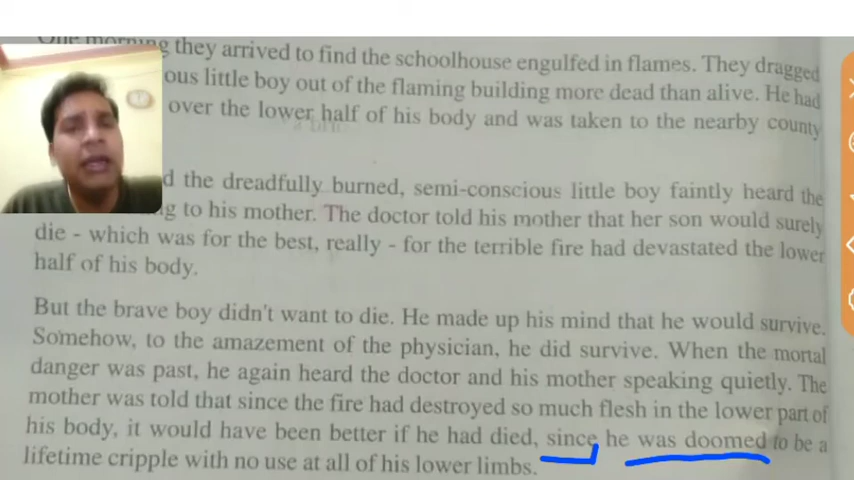 One morning they arrived to find the schoolhouse engulfed in flames. They dragged
ous little boy out of the flaming building more dead than alive. He had
over the lower half of his body and was taken to the nearby county
d the dreadfully burned, semi-conscious little boy faintly heard the
g to his mother. The doctor told his mother that her son would surely
die - which was for the best, really - for the terrible fire had devastated the lower
half of his body.
But the brave boy didn't want to die. He made up his mind that he would survive.
Somehow, to the amazement of the physician, he did survive. When the mortal
danger was past, he again heard the doctor and his mother speaking quietly. The
mother was told that since the fire had destroyed so much flesh in the lower part of
his body, it would have been better if he had died, since he was doomed to be a
lifetime cripple with no use at all of his lower limbs.